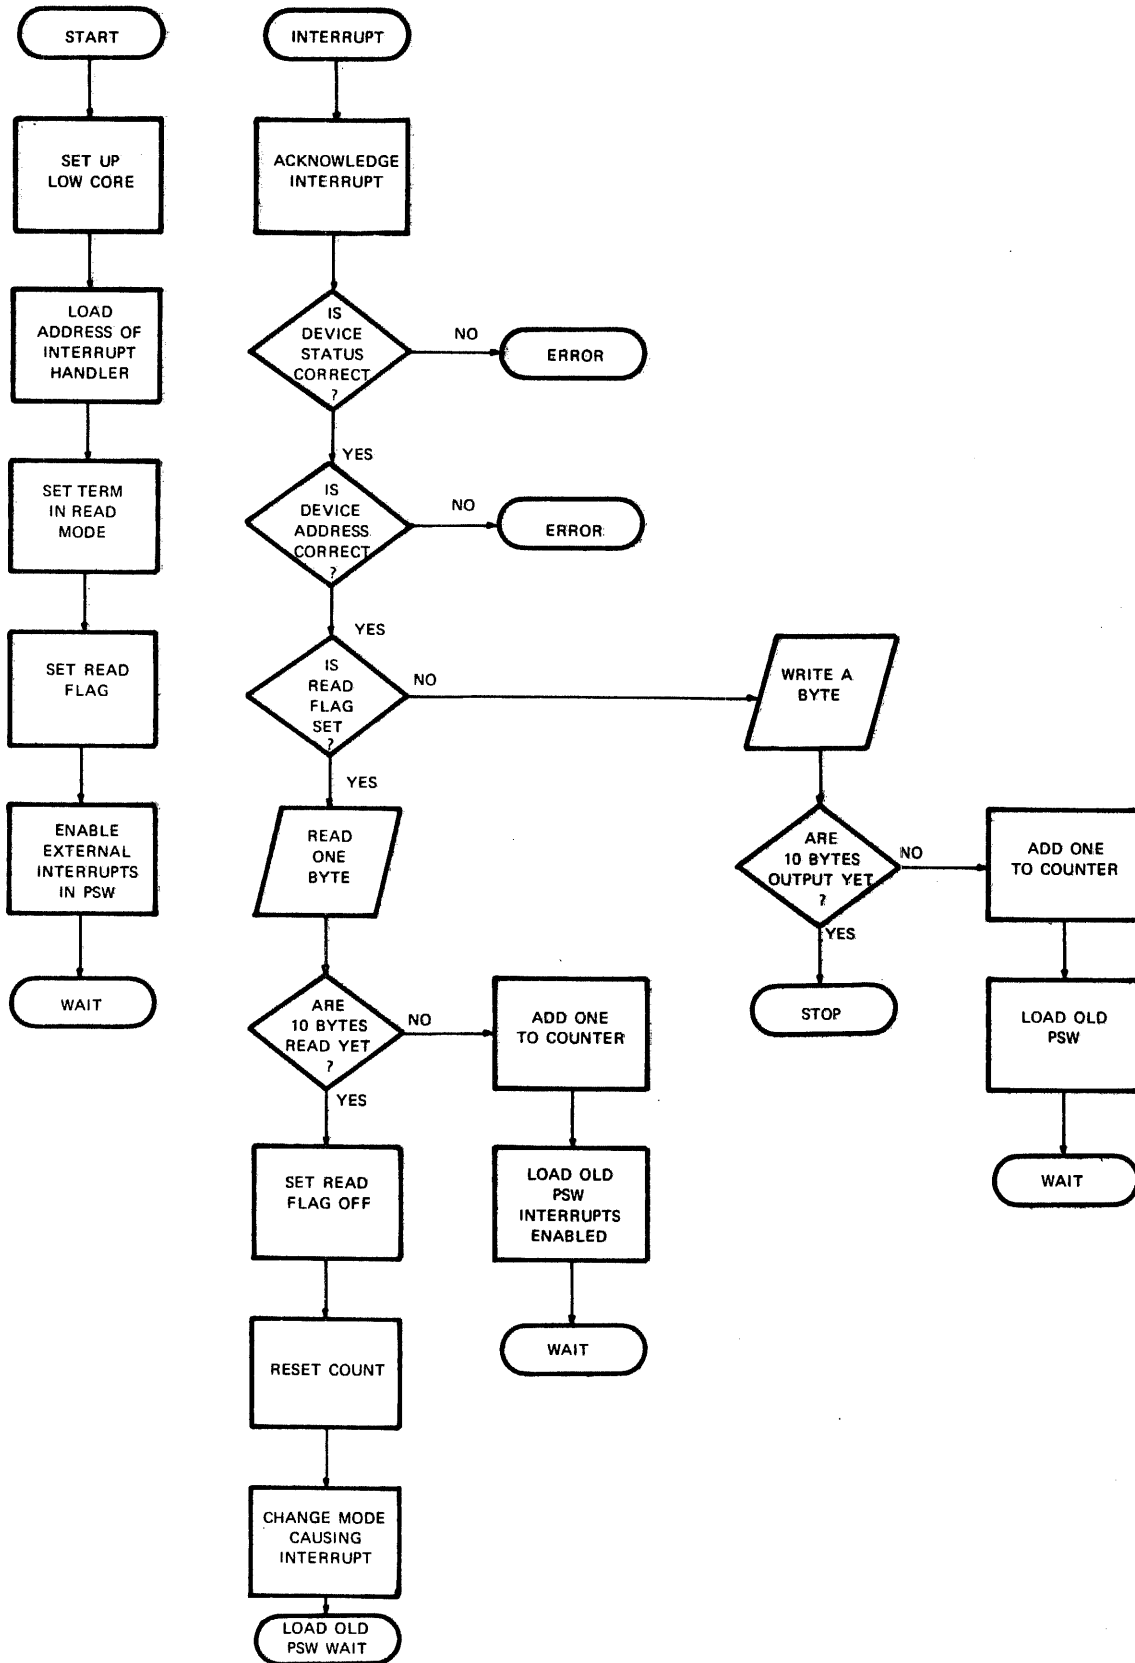 START
SET UP
LOW CORE
LOAD
ADDRESS OF
INTERRUPT
HANDLER
SET TERM
IN READ
MODE
SET READ
FLAG
ENABLE
EXTERNAL
INTERRUPTS
IN PSW
WAIT
INTERRUPT
ACKNOWLEDGE
INTERRUPT
IS
DEVICE
STATUS
CORRECT
?
NO
ERROR
YES
IS
DEVICE
ADDRESS
CORRECT
?
NO
ERROR
YES
IS
READ
FLAG
SET
?
NO
YES
READ
ONE
BYTE
ARE
10 BYTES
READ YET
?
NO
ADD ONE
TO COUNTER
LOAD OLD
PSW
INTERRUPTS
ENABLED
WAIT
YES
SET READ
FLAG OFF
RESET COUNT
CHANGE MODE
CAUSING
INTERRUPT
LOAD OLD
PSW WAIT
WRITE A
BYTE
ARE
10 BYTES
OUTPUT YET
?
NO
ADD ONE
TO COUNTER
LOAD OLD
PSW
WAIT
YES
STOP